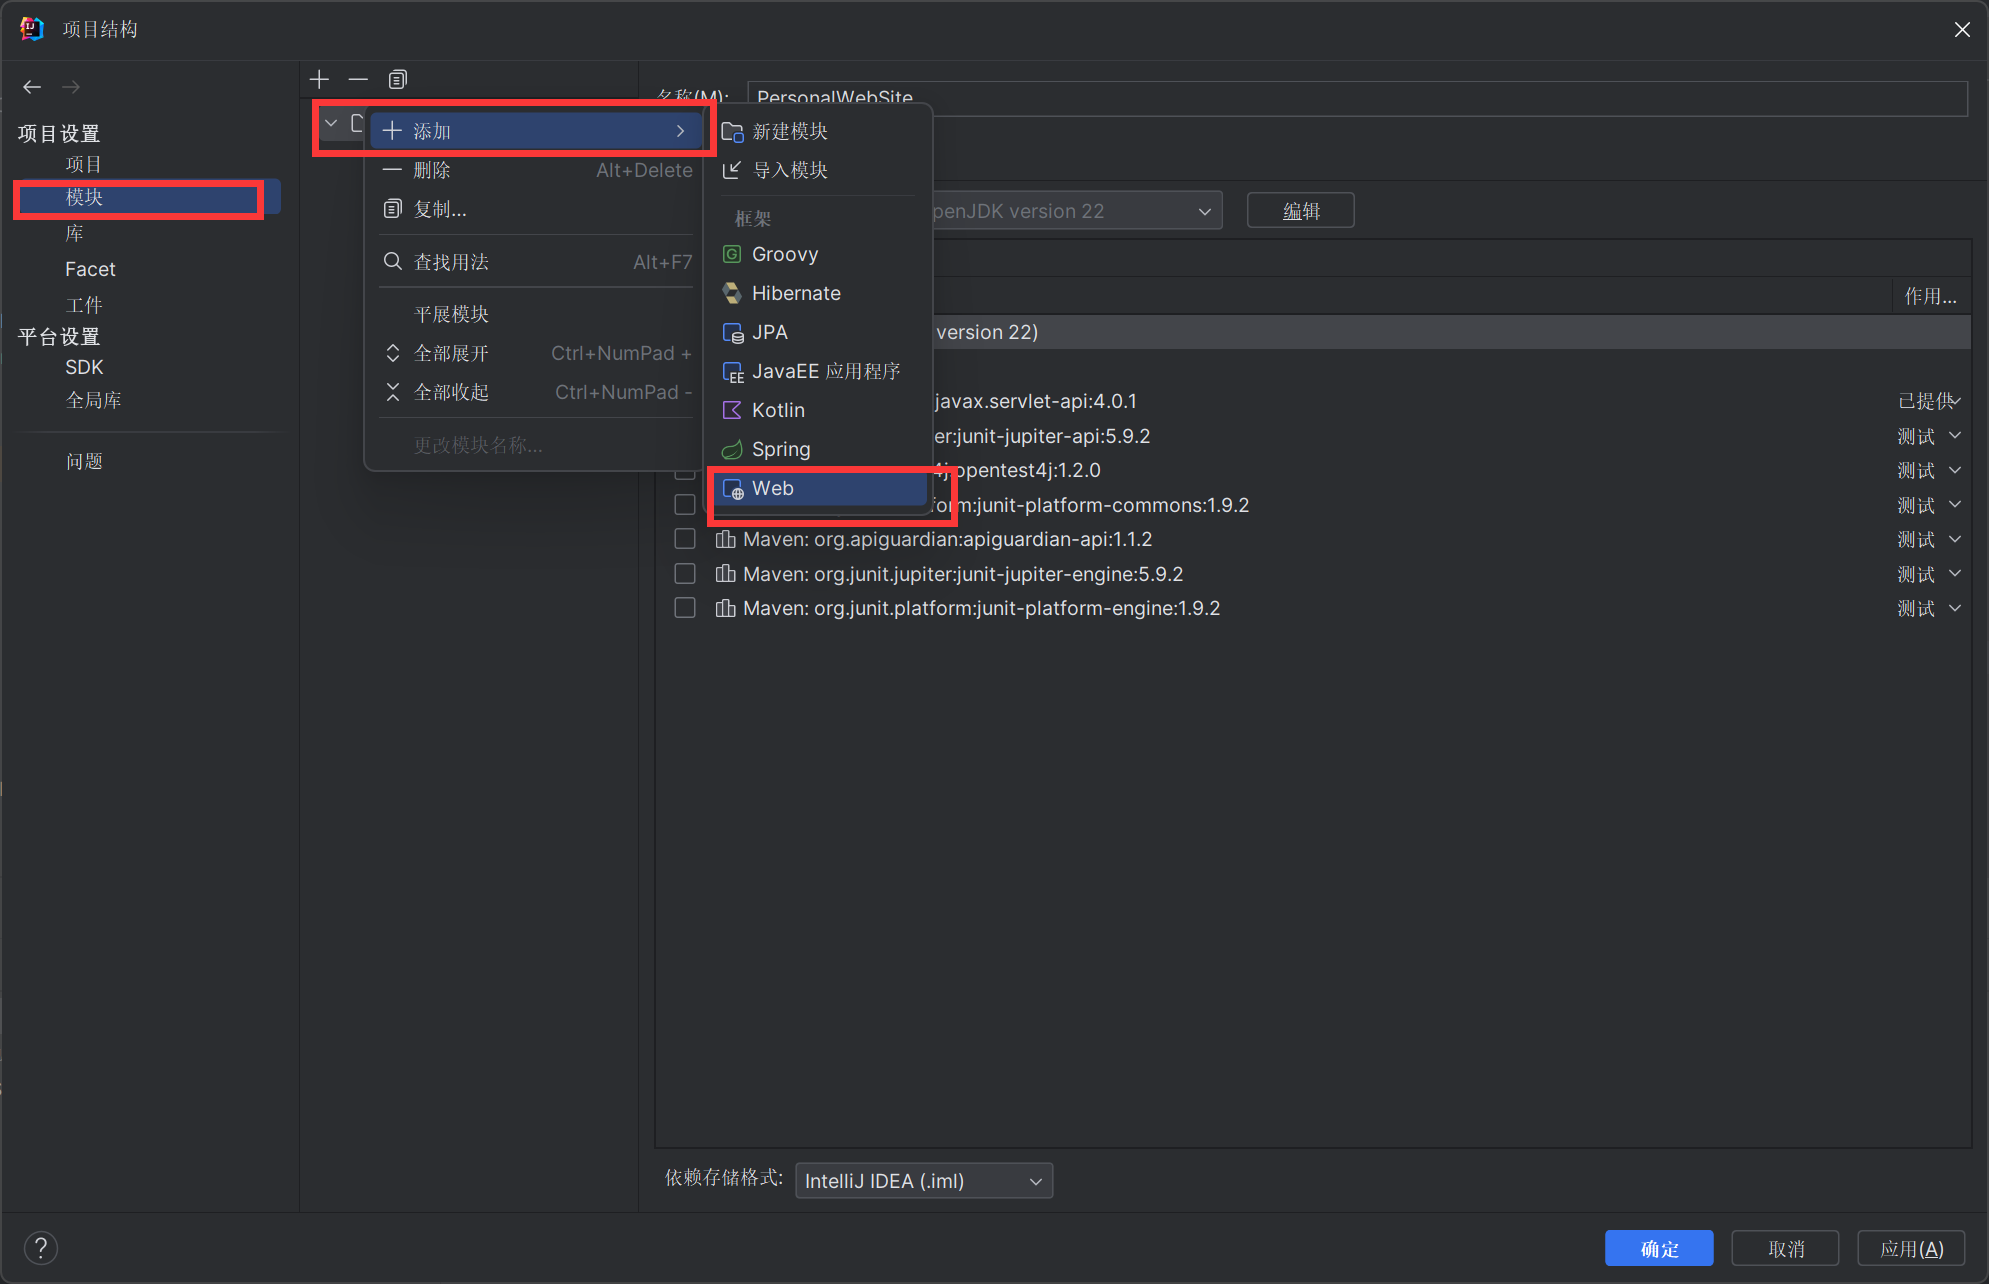 项目结构
项目设置
项目
模块
库
Facet
工件
平台设置
SDK
全局库
问题
添加
删除 Alt+Delete
复制...
查找用法 Alt+F7
平展模块
全部展开 Ctrl+NumPad +
全部收起 Ctrl+NumPad -
更改模块名称...
新建模块
导入模块
框架
Groovy
Hibernate
JPA
JavaEE 应用程序
Kotlin
Spring
Web
名称(M): PersonalWebSite
penJDK version 22
编辑
作用...
version 22)
javax.servlet-api:4.0.1 已提供
er:junit-jupiter-api:5.9.2 测试
opentest4j:1.2.0 测试
form:junit-platform-commons:1.9.2 测试
Maven: org.apiguardian:apiguardian-api:1.1.2 测试
Maven: org.junit.jupiter:junit-jupiter-engine:5.9.2 测试
Maven: org.junit.platform:junit-platform-engine:1.9.2 测试
依赖存储格式: IntelliJ IDEA (.iml)
?
确定
取消
应用(A)